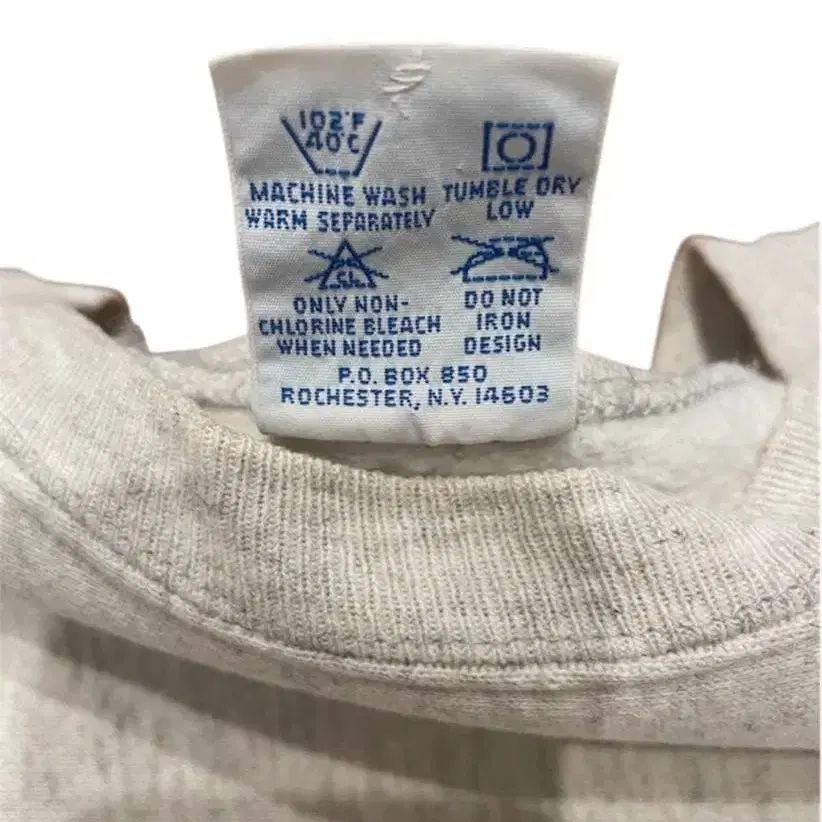 102°F
40°C
MACHINE WASH
WARM SEPARATELY
TUMBLE DRY
LOW
CL
ONLY NON-
CHLORINE BLEACH
WHEN NEEDED
DO NOT
IRON
DESIGN
P.O. BOX 850
ROCHESTER, N.Y. 14603